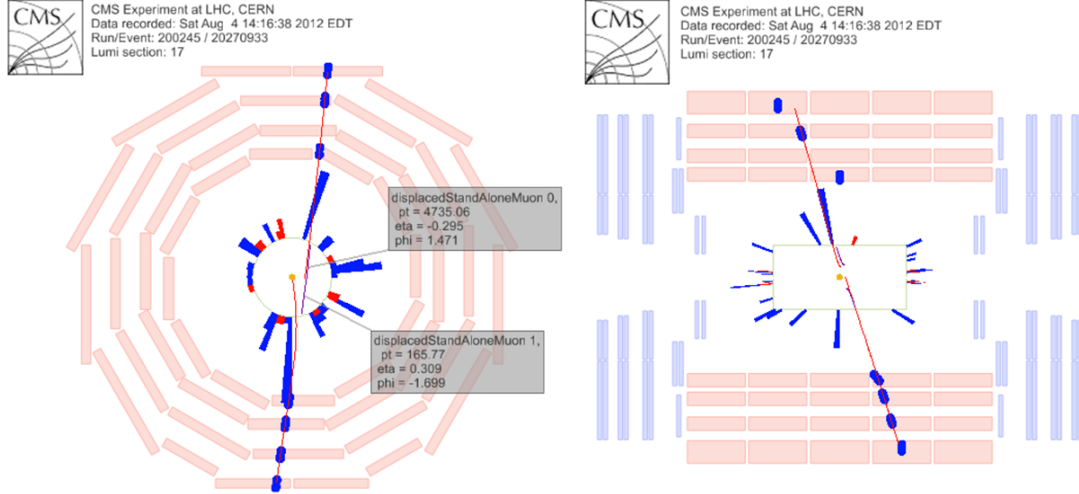 CMS
CMS Experiment at LHC, CERN
Data recorded: Sat Aug 4 14:16:38 2012 EDT
Run/Event: 200245 / 20270933
Lumi section: 17
displacedStandAloneMuon 0,
pt = 4735.06
eta = -0.295
phi = 1.471
displacedStandAloneMuon 1,
pt = 165.77
eta = 0.309
phi = -1.699
CMS
CMS Experiment at LHC, CERN
Data recorded: Sat Aug 4 14:16:38 2012 EDT
Run/Event: 200245 / 20270933
Lumi section: 17